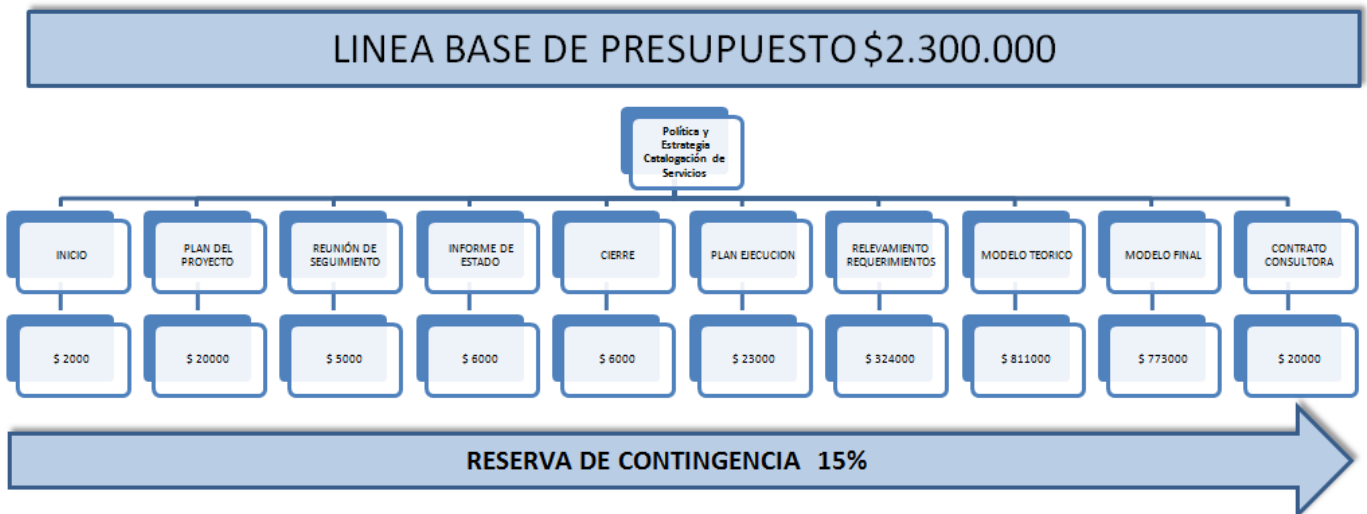 LINEA BASE DE PRESUPUESTO $2.300.000
Política y
Estrategia
Catalogación de
Servicios
INICIO
PLAN DEL
PROYECTO
REUNIÓN DE
SEGUIMIENTO
INFORME DE
ESTADO
CIERRE
PLAN EJECUCION
RELEVAMIENTO
REQUERIMIENTOS
MODELO TEORICO
MODELO FINAL
CONTRATO
CONSULTORA
$ 2000
$ 20000
$ 5000
$ 6000
$ 6000
$ 23000
$ 324000
$ 811000
$ 773000
$ 20000
RESERVA DE CONTINGENCIA 15%